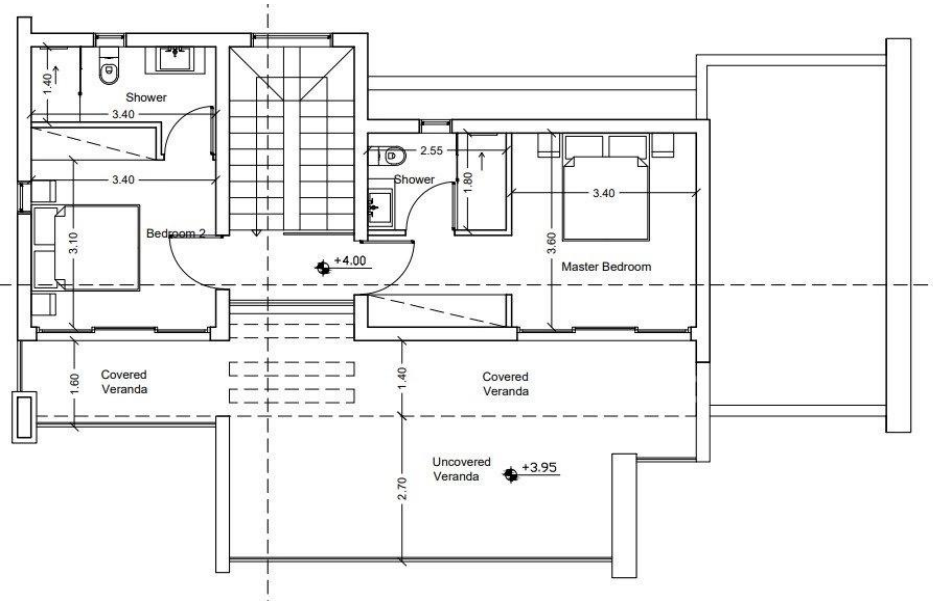 1.40
Shower
3.40
3.40
3.10
Bedroom 2
2.55
Shower
1.80
3.40
3.60
Master Bedroom
+4.00
1.60
Covered
Veranda
1.40
Covered
Veranda
Uncovered
Veranda
+3.95
2.70